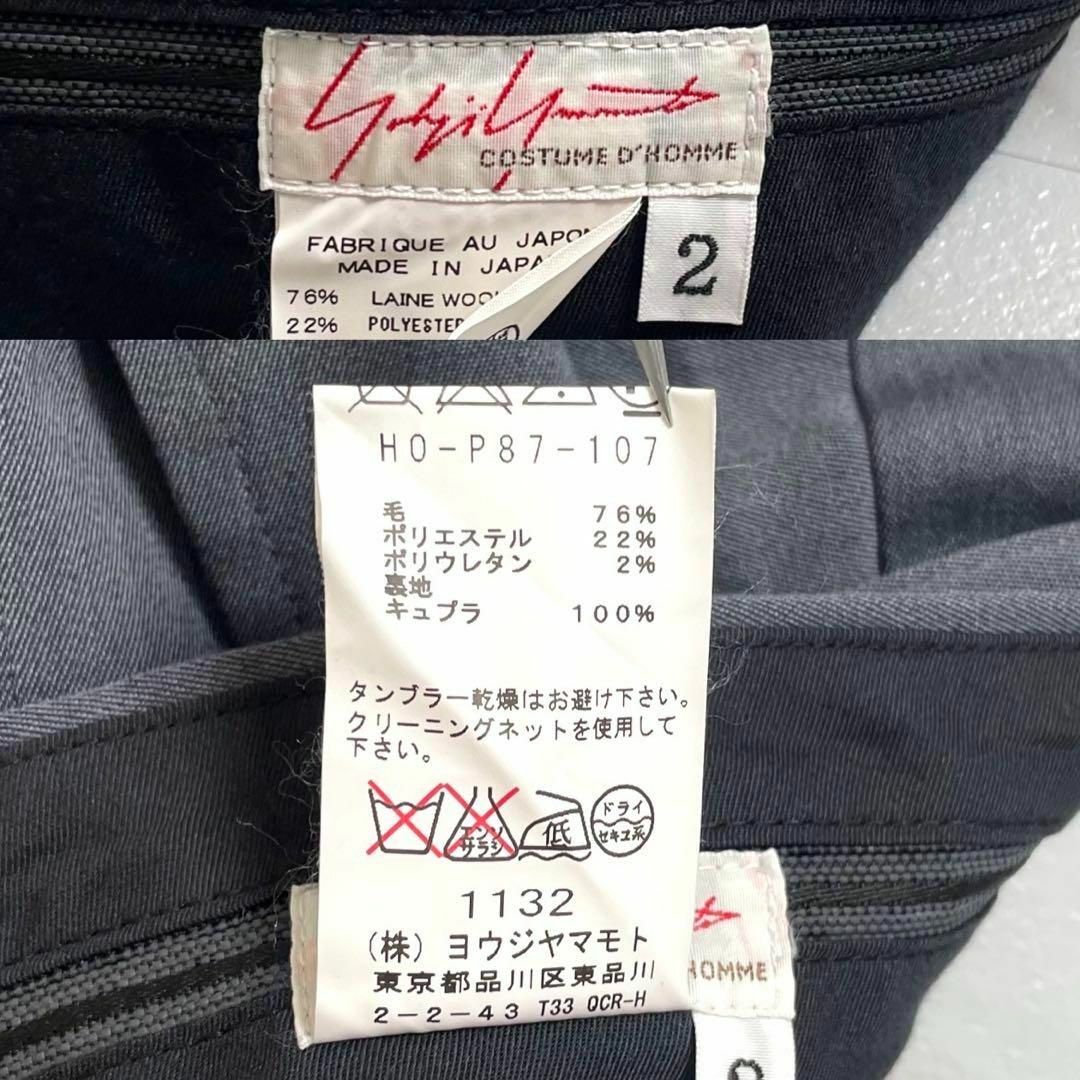 Yohji Yamamoto
COSTUME D'HOMME
2
FABRIQUE AU JAPON
MADE IN JAPA
76% LAINE WOO
22% POLYESTER
HO-P87-107
毛 76%
ポリエステル 22%
ポリウレタン 2%
裏地
キュプラ 100%
タンブラー乾燥はお避け下さい。
クリーニングネットを使用して
下さい。
エンソ
サラシ
低
ドライ
セキユ系
1132
(株) ヨウジヤマモト
東京都品川区東品川
2-2-43 T33 QCR-H
HOMME